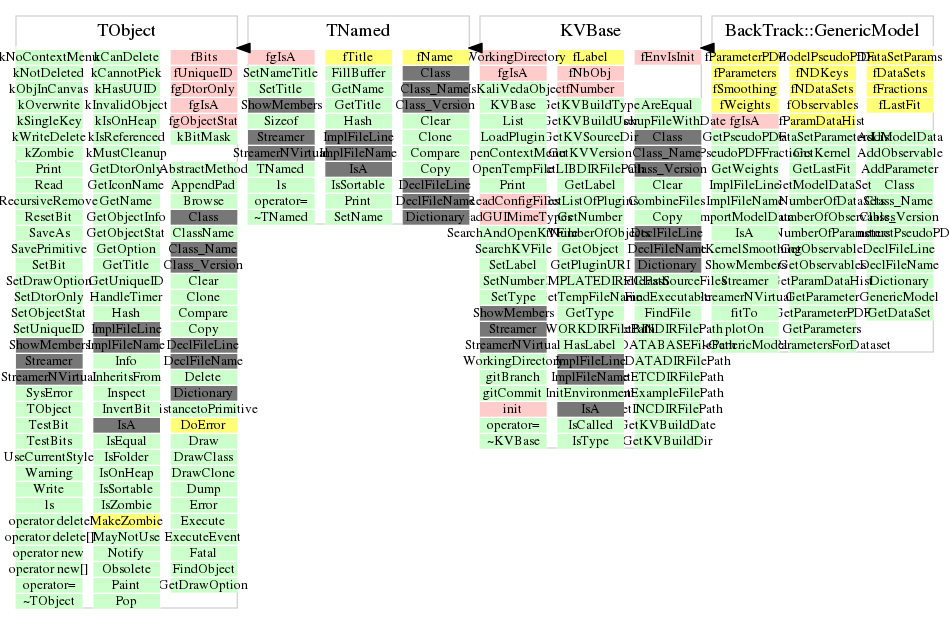 TObject
kNoContextMenu kCanDelete fBits
kNotDeleted kCannotPick fUniqueID
kObjInCanvas kHasUUID fgDtorOnly
kOverwrite kInvalidObject fgIsA
kSingleKey kIsOnHeap fgObjectStat
kWriteDelete kIsReferenced kBitMask
kZombie kMustCleanup
Print GetDtorOnly AbstractMethod
Read GetIconName AppendPad
RecursiveRemove GetName Browse
ResetBit GetObjectInfo Class
SaveAs GetObjectStat ClassName
SavePrimitive GetOption Class_Name
SetBit GetTitle Class_Version
SetDrawOption GetUniqueID Clear
SetDtorOnly HandleTimer Clone
SetObjectStat Hash Compare
SetUniqueID ImplFileLine Copy
ShowMembers ImplFileName DeclFileLine
Streamer Info DeclFileName
StreamerNVirtual InheritsFrom Delete
SysError Inspect Dictionary
TObject InvertBit DistancetoPrimitive
TestBit IsA DoError
TestBits IsEqual Draw
UseCurrentStyle IsFolder DrawClass
Warning IsOnHeap DrawClone
Write IsSortable Dump
ls IsZombie Error
operator delete MakeZombie Execute
operator delete[] MayNotUse ExecuteEvent
operator new Notify Fatal
operator new[] Obsolete FindObject
operator= Paint GetDrawOption
~TObject Pop
TNamed
fgIsA fTitle fName
SetNameTitle FillBuffer Class
SetTitle GetName Class_Name
ShowMembers GetTitle Class_Version
Sizeof Hash Clear
Streamer ImplFileLine Clone
StreamerNVirtual ImplFileName Compare
TNamed IsA Copy
ls IsSortable DeclFileLine
operator= Print DeclFileName
~TNamed SetName Dictionary
KVBase
WorkingDirectory fLabel fEnvIsInit
fgIsA fNbObj
IsKaliVedaObject fNumber
KVBase GetKVBuildType ArcEqual
List BackupFileWithDate
LoadPlugin GetKVSourceDir Class
OpenContextMenu GetKVVersion Class_Name
OpenTempFile GetLIBDIRFilePath Class_Version
Print GetLabel Clear
ReadConfigFiles GetListOfPlugins CombineFiles
ReadGUIMimeTypes GetNumber Copy
SearchAndOpenKVFile GetNumberOfObjects DeclFileLine
SearchKVFile GetObject DeclFileName
SetLabel GetPluginURI Dictionary
SetNumber
SetType GetTempFileName FindExecutable
ShowMembers GetType FindFile
Streamer GetWORKDIRFilePath
StreamerNVirtual HasLabel GetDATABASEFilePath
WorkingDirectory ImplFileLine GetDATADIRFilePath
gitBranch ImplFileName GetETCDIRFilePath
gitCommit InitEnvironment GetExampleFilePath
init IsA GetINCDIRFilePath
operator= IsCalled GetKVBuildDate
~KVBase IsType GetKVBuildDir
BackTrack::GenericModel
fParameterPDF fModelPseudoPDF fDataSetParams
fParameters fNDKeys fDataSets
fSmoothing fNDataSets fFractions
fWeights fObservables fLastFit
fgIsA fParamDataHist
GetPseudoPDF AddModelData
GetPseudoPDFFractions GetKernel AddObservable
GetWeights GetLastFit AddParameter
ImplFileLine GetModelDataSet Class
ImplFileName GetNumberOfDataSets Class_Name
ImportModelData GetNumberOfObservables Class_Version
IsA GetNumberOfParameters ConstructPseudoPDF
KernelSmoothing GetObservable DeclFileLine
ShowMembers GetObservables DeclFileName
Streamer GetParamDataHist Dictionary
StreamerNVirtual GetParameter GenericModel
fitTo GetParameterPDF GetDataSet
plotOn GetParameters
~GenericModel GetParametersForDataset